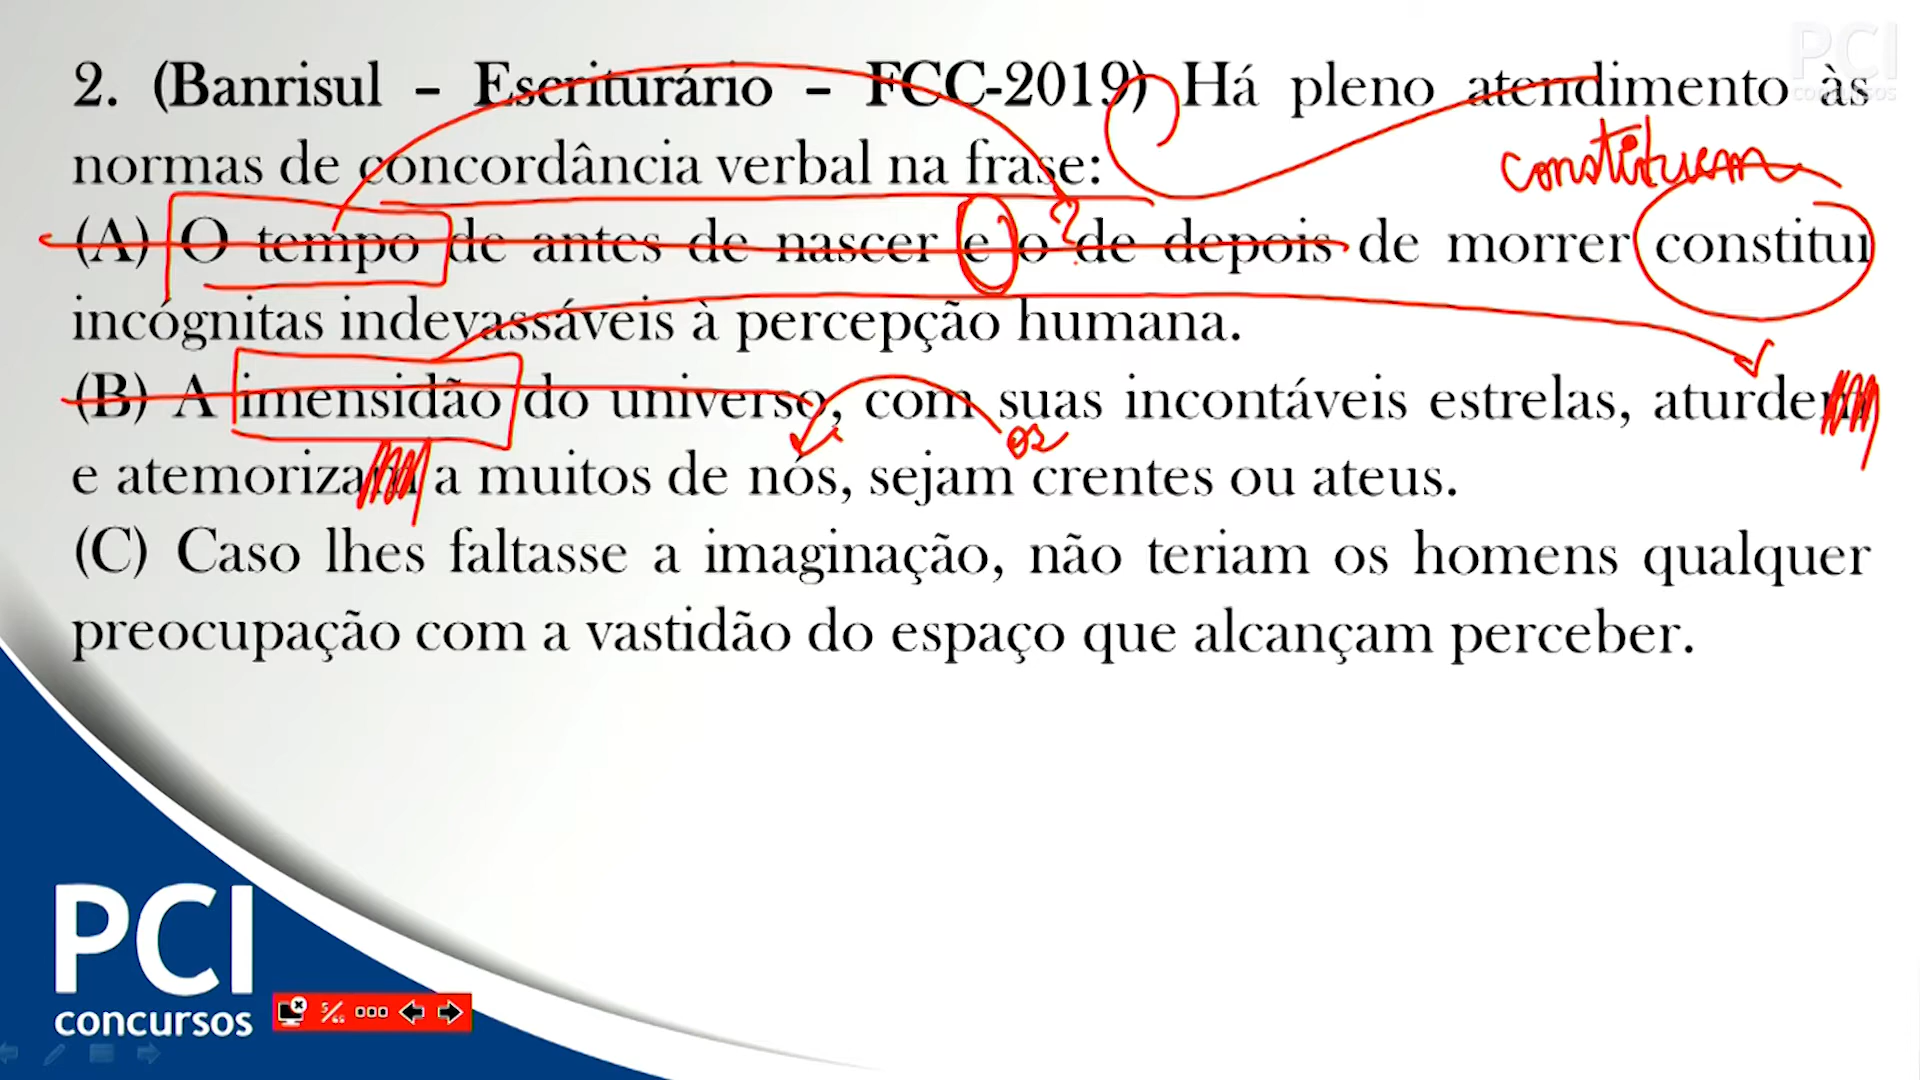 PCI
concursos
2. (Banrisul – Escriturário – FCC-2019) Há pleno atendimento às
normas de concordância verbal na frase:
constituem
(A) O tempo de antes de nascer e o de depois de morrer constitui
incógnitas indevassáveis à percepção humana.
(B) A imensidão do universo, com suas incontáveis estrelas, aturdem
os
e atemorizam a muitos de nós, sejam crentes ou ateus.
(C) Caso lhes faltasse a imaginação, não teriam os homens qualquer
preocupação com a vastidão do espaço que alcançam perceber.
PCI
concursos